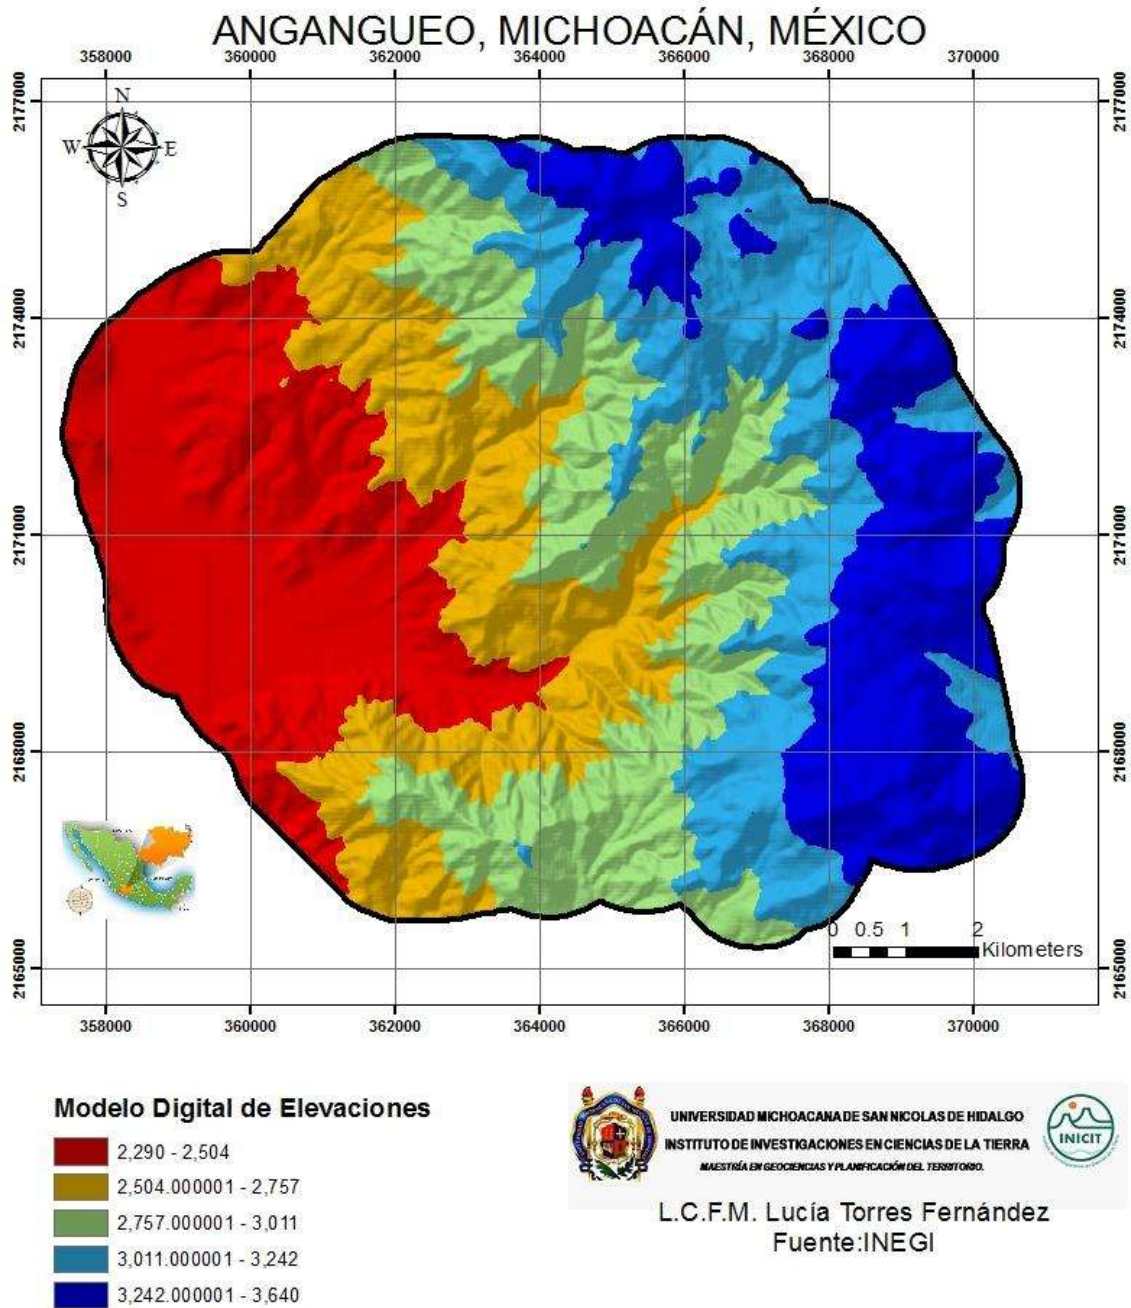 ANGANGUEO, MICHOACÁN, MÉXICO
358000 360000 362000 364000 366000 368000 370000
2177000 2177000
N
W E
S
2174000 2174000
2171000 2171000
2168000 2168000
0 0.5 1 2
Kilometers
2165000 2165000
358000 360000 362000 364000 366000 368000 370000
Modelo Digital de Elevaciones
2,290 - 2,504
2,504.000001 - 2,757
2,757.000001 - 3,011
3,011.000001 - 3,242
3,242.000001 - 3,640
UNIVERSIDAD MICHOACANA DE SAN NICOLAS DE HIDALGO
INSTITUTO DE INVESTIGACIONES EN CIENCIAS DE LA TIERRA
MAESTRÍA EN GEOCIENCIAS Y PLANIFICACIÓN DEL TERRITORIO.
INICIT
L.C.F.M. Lucía Torres Fernández
Fuente:INEGI